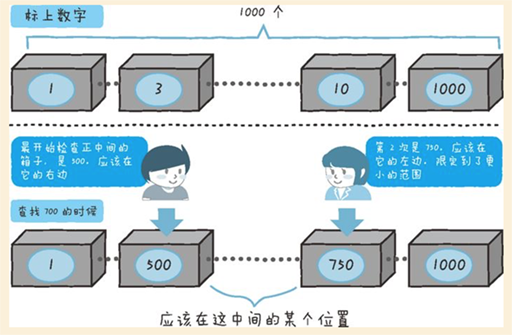 标上数字
1000 个
1
3
10
1000
最开始检查正中间的
箱子，是 500，应该在
它的右边
第 2 次是 750，应该在
它的左边，限定到了更
小的范围
查找 700 的时候
1
500
750
1000
应该在这中间的某个位置